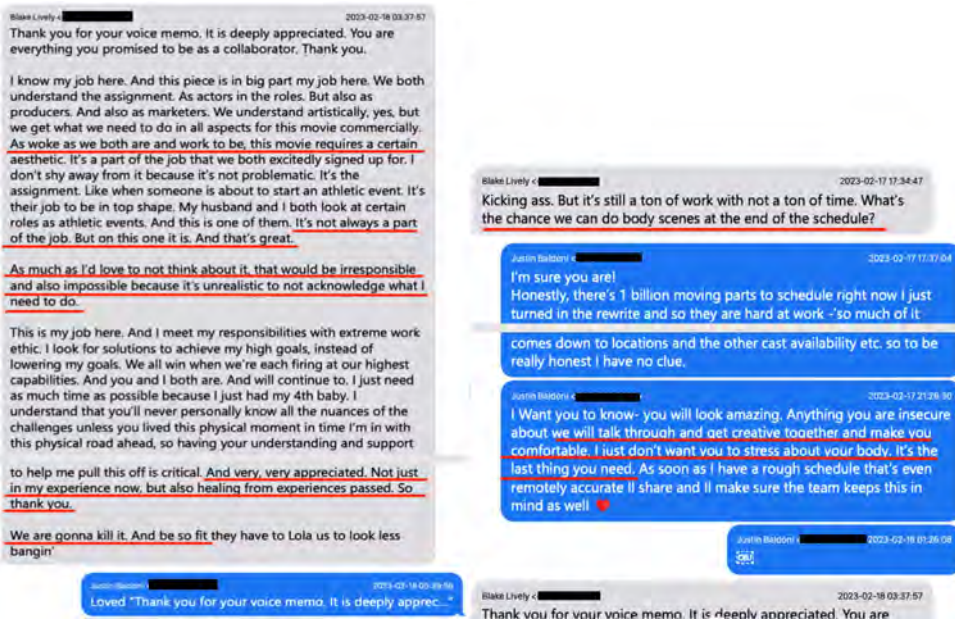 Blake Lively <
2023-02-18 03:37:57
Thank you for your voice memo. It is deeply appreciated. You are
everything you promised to be as a collaborator. Thank you.
I know my job here. And this piece is in big part my job here. We both
understand the assignment. As actors in the roles. But also as
producers. And also as marketers. We understand artistically, yes, but
we get what we need to do in all aspects for this movie commercially.
As woke as we both are and work to be, this movie requires a certain
aesthetic. It's a part of the job that we both excitedly signed up for. I
don't shy away from it because it's not problematic. It's the
assignment. Like when someone is about to start an athletic event. It's
their job to be in top shape. My husband and I both look at certain
roles as athletic events. And this is one of them. It's not always a part
of the job. But on this one it is. And that's great.
As much as I'd love to not think about it, that would be irresponsible
and also impossible because it's unrealistic to not acknowledge what I
need to do.
This is my job here. And I meet my responsibilities with extreme work
ethic. I look for solutions to achieve my high goals, instead of
lowering my goals. We all win when we're each firing at our highest
capabilities. And you and I both are. And will continue to. I just need
as much time as possible because I just had my 4th baby. I
understand that you'll never personally know all the nuances of the
challenges unless you lived this physical moment in time I'm in with
this physical road ahead, so having your understanding and support
to help me pull this off is critical. And very, very appreciated. Not just
in my experience now, but also healing from experiences passed. So
thank you.
We are gonna kill it. And be so fit they have to Lola us to look less
bangin'
Justin Baldoni <
2023-02-18 05:39:56
Loved "Thank you for your voice memo. It is deeply apprec..."
Blake Lively <
2023-02-17 17:34:47
Kicking ass. But it's still a ton of work with not a ton of time. What's
the chance we can do body scenes at the end of the schedule?
Justin Baldoni <
2023-02-17 17:37:04
I'm sure you are!
Honestly, there's 1 billion moving parts to schedule right now I just
turned in the rewrite and so they are hard at work -'so much of it
comes down to locations and the other cast availability etc. so to be
really honest I have no clue.
Justin Baldoni <
2023-02-17 21:26:30
I Want you to know- you will look amazing. Anything you are insecure
about we will talk through and get creative together and make you
comfortable. I just don't want you to stress about your body. It's the
last thing you need. As soon as I have a rough schedule that's even
remotely accurate II share and II make sure the team keeps this in
mind as well ❤️
Justin Baldoni <
2023-02-18 01:26:08
OBJ
Blake Lively <
2023-02-18 03:37:57
Thank you for your voice memo. It is deeply appreciated. You are